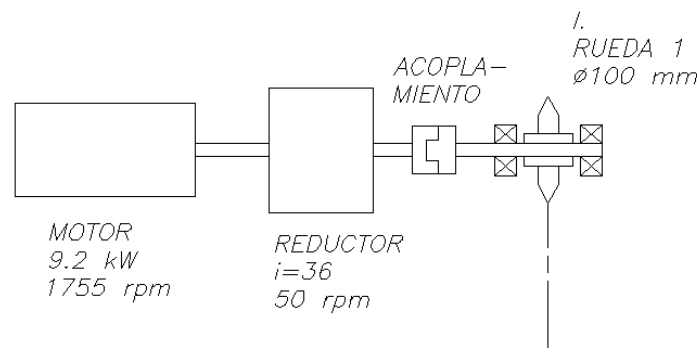 I.
RUEDA 1
ø100 mm
ACOPLA-
MIENTO
MOTOR
9.2 kW
1755 rpm
REDUCTOR
i=36
50 rpm